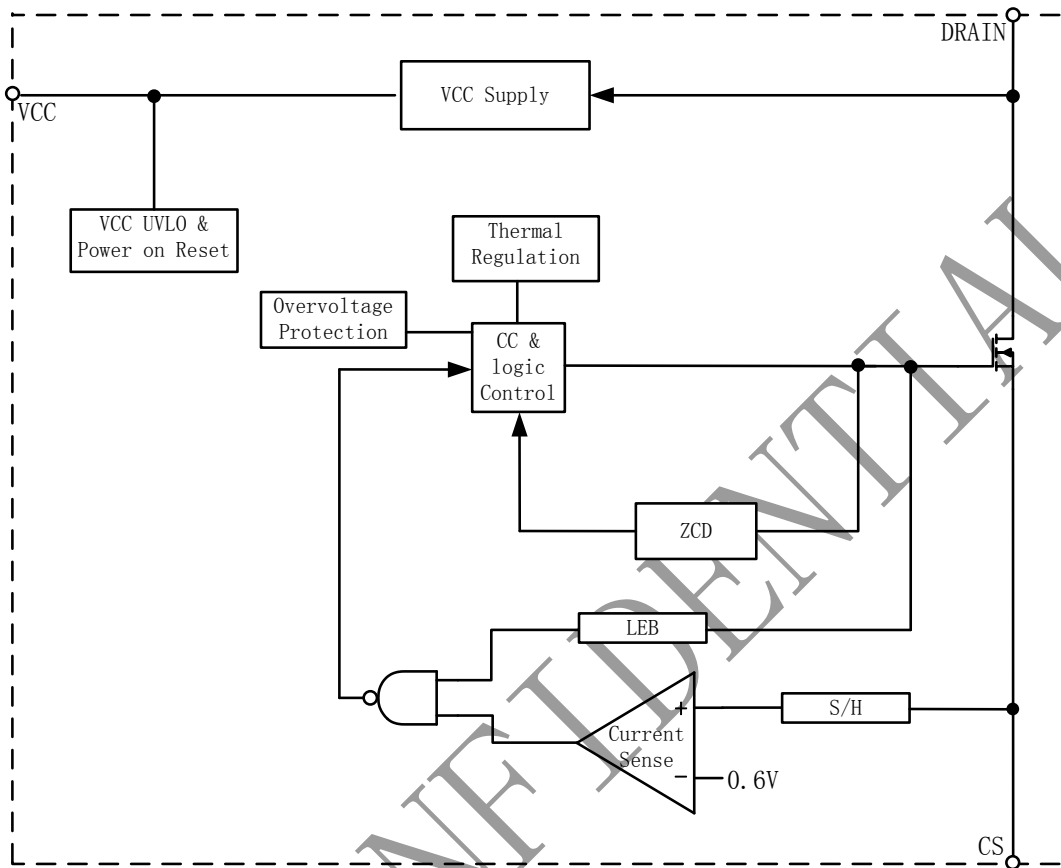 DRAIN
VCC Supply
VCC
VCC UVLO &
Power on Reset
Thermal
Regulation
Overvoltage
Protection
CC &
logic
Control
ZCD
LEB
S/H
+
Current
Sense
−
0.6V
CS
NFIDENTIAL